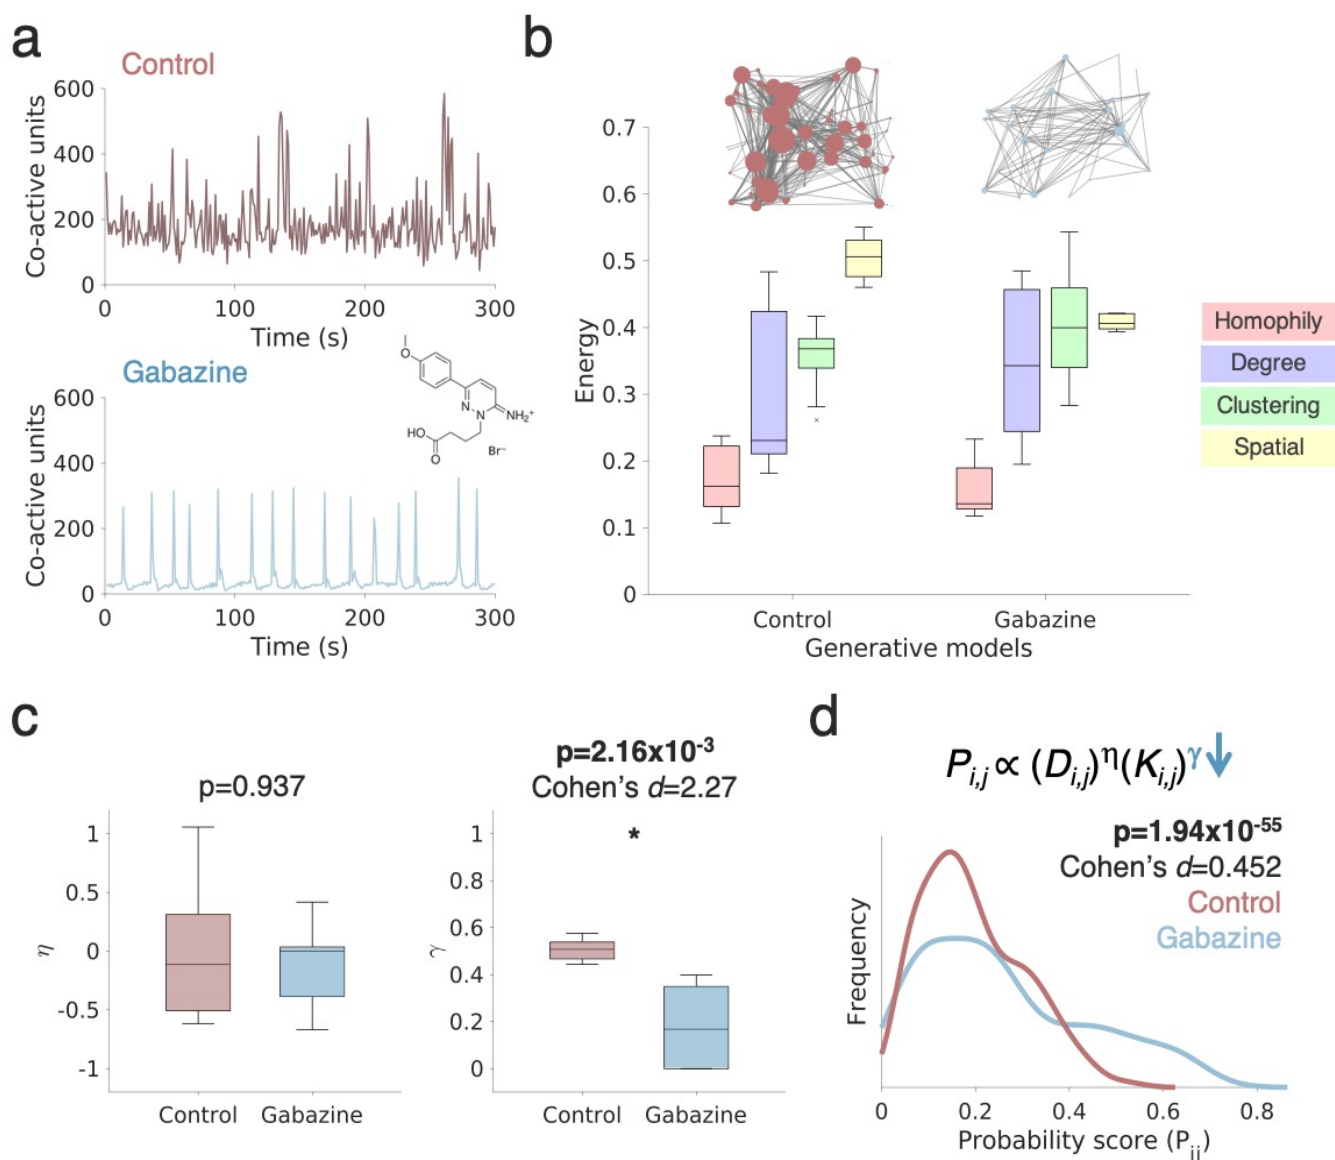 a
Control
Co-active units
600
400
200
0
0 100 200 300
Time (s)
Gabazine
Co-active units
600
400
200
0
0 100 200 300
Time (s)
O
N
N
NH₂⁺
HO
O
Br⁻
b
Energy
0.7
0.6
0.5
0.4
0.3
0.2
0.1
0
Control Gabazine
Generative models
Homophily
Degree
Clustering
Spatial
c
p=0.937
η
1
0.5
0
-0.5
-1
Control Gabazine
p=2.16x10⁻³
Cohen's d=2.27
*
γ
1
0.8
0.6
0.4
0.2
0
Control Gabazine
d
Pᵢ,ⱼ ∝ (Dᵢ,ⱼ)^η(Kᵢ,ⱼ)^γ↓
p=1.94x10⁻⁵⁵
Cohen's d=0.452
Control
Gabazine
Frequency
0 0.2 0.4 0.6 0.8
Probability score (Pᵢⱼ)